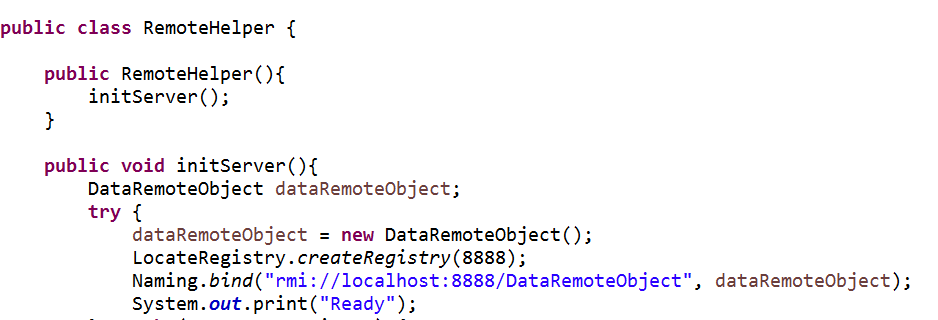 public class RemoteHelper {
public RemoteHelper(){
initServer();
}
public void initServer(){
DataRemoteObject dataRemoteObject;
try {
dataRemoteObject = new DataRemoteObject();
LocateRegistry.createRegistry(8888);
Naming.bind("rmi://localhost:8888/DataRemoteObject", dataRemoteObject);
System.out.print("Ready");